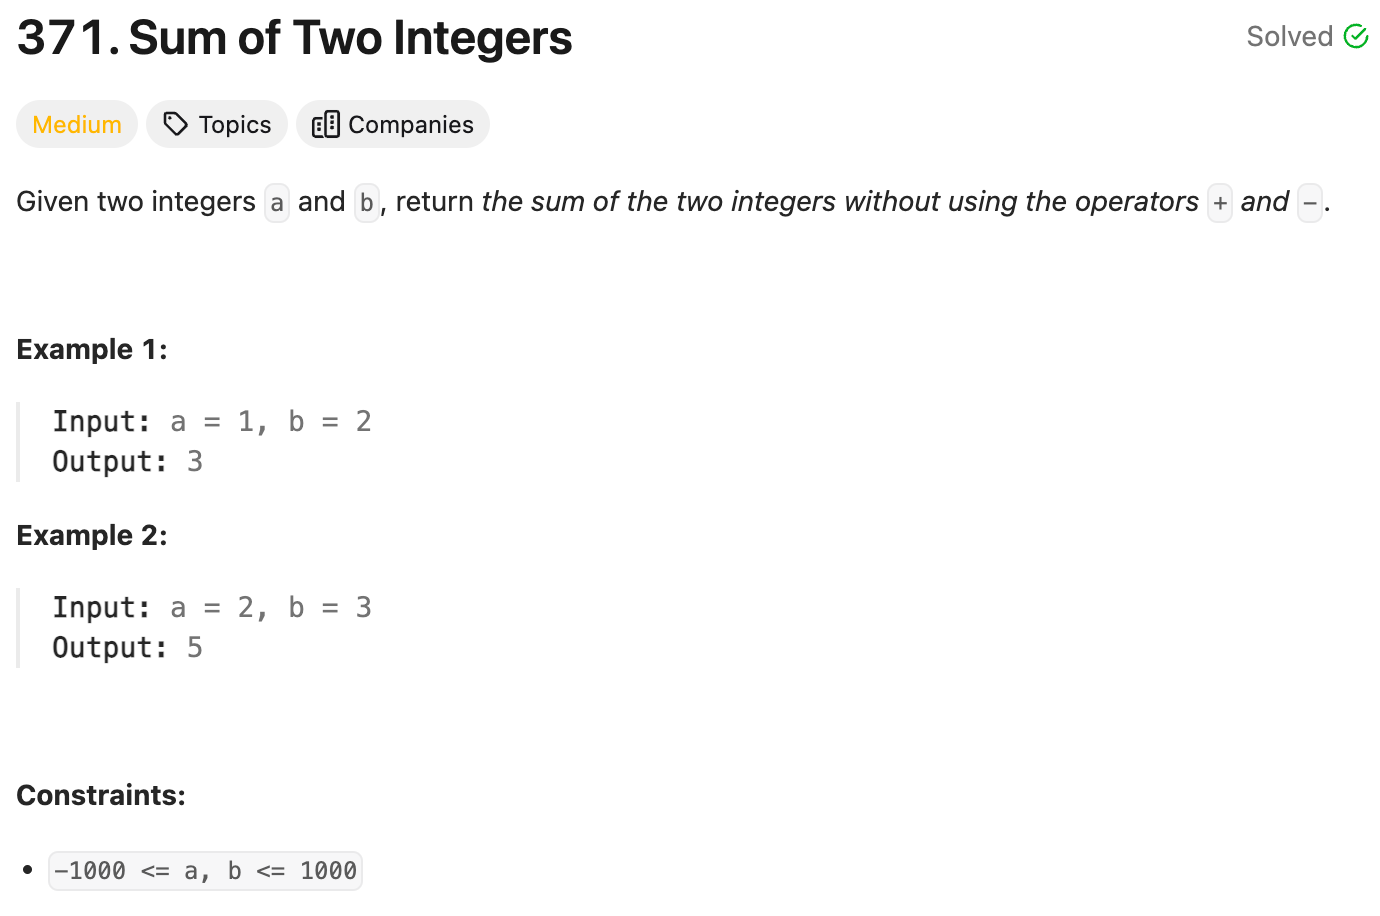 371. Sum of Two Integers
Solved
Medium Topics Companies
Given two integers a and b, return the sum of the two integers without using the operators + and -.
Example 1:
Input: a = 1, b = 2
Output: 3
Example 2:
Input: a = 2, b = 3
Output: 5
Constraints:
• -1000 <= a, b <= 1000